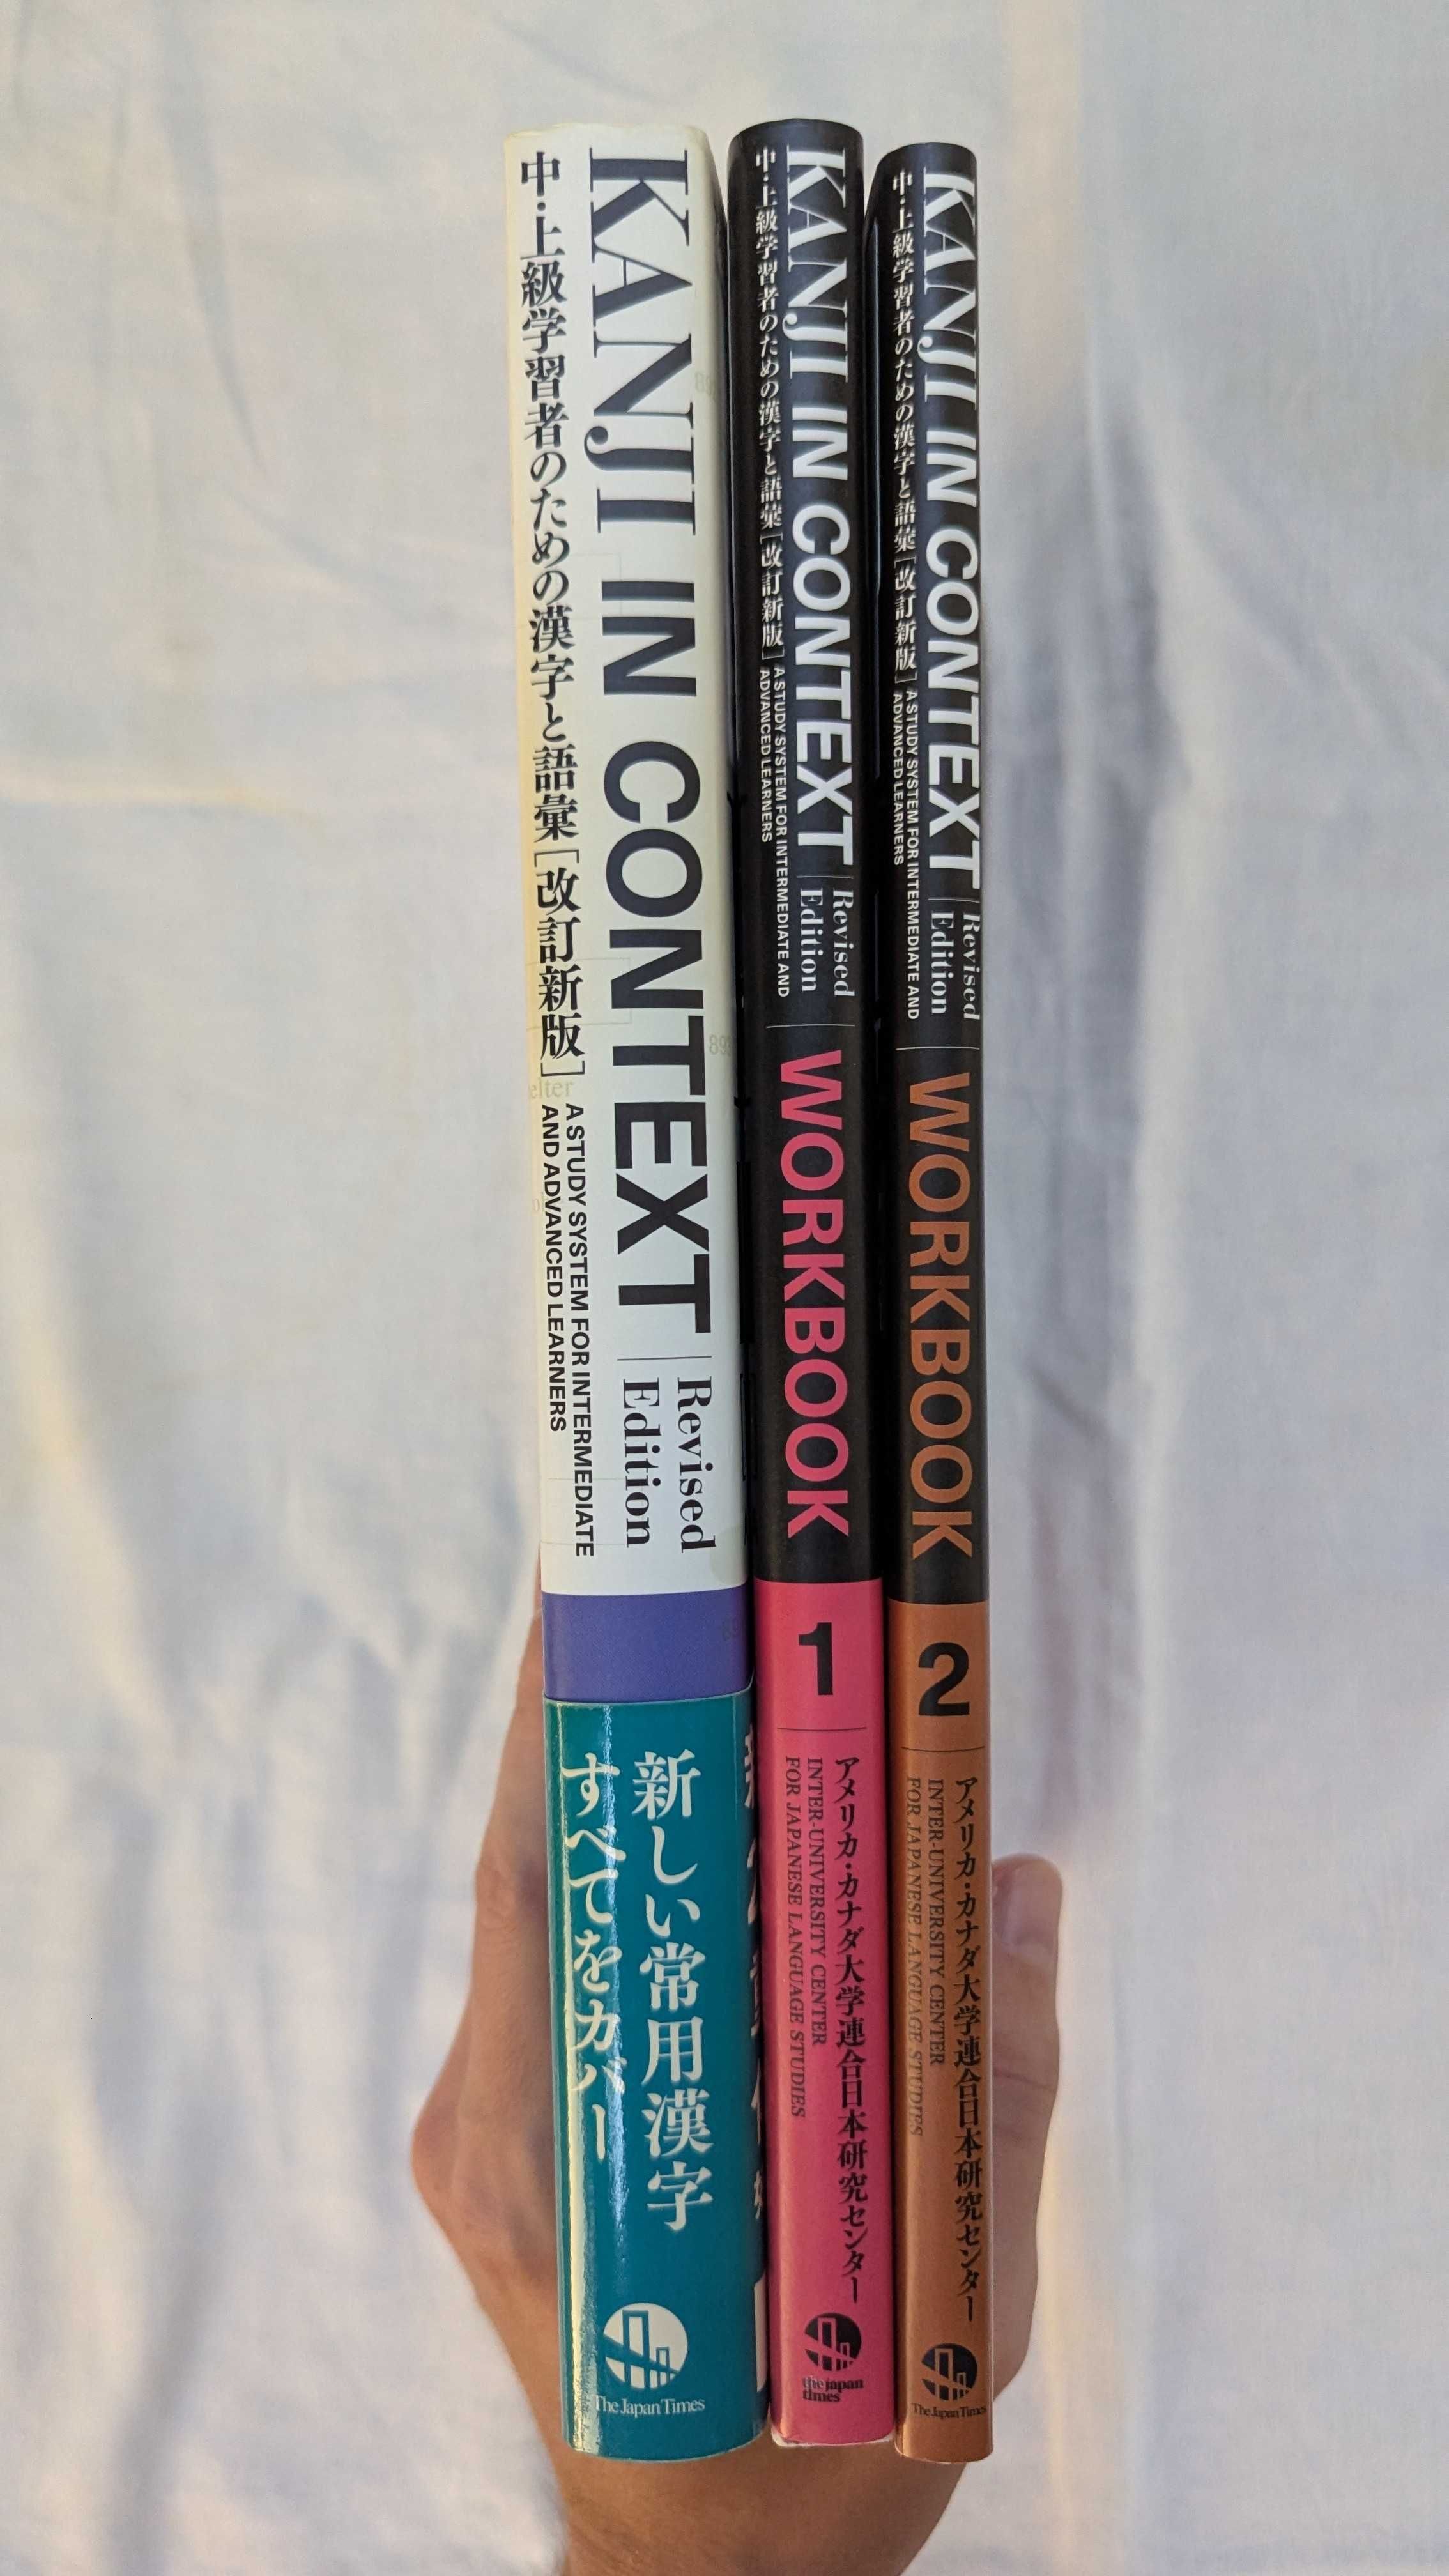 KANJI IN CONTEXT
Revised
Edition
中・上級学習者のための漢字と語彙［改訂新版］
A STUDY SYSTEM FOR INTERMEDIATE
AND ADVANCED LEARNERS
新しい常用漢字
すべてをカバー
The Japan Times
KANJI IN CONTEXT
Revised
Edition
中・上級学習者のための漢字と語彙［改訂新版］
A STUDY SYSTEM FOR INTERMEDIATE AND
ADVANCED LEARNERS
WORKBOOK
1
アメリカ・カナダ大学連合日本研究センター
INTER-UNIVERSITY CENTER
FOR JAPANESE LANGUAGE STUDIES
the japan
times
KANJI IN CONTEXT
Revised
Edition
中・上級学習者のための漢字と語彙［改訂新版］
A STUDY SYSTEM FOR INTERMEDIATE AND
ADVANCED LEARNERS
WORKBOOK
2
アメリカ・カナダ大学連合日本研究センター
INTER-UNIVERSITY CENTER
FOR JAPANESE LANGUAGE STUDIES
The Japan Times